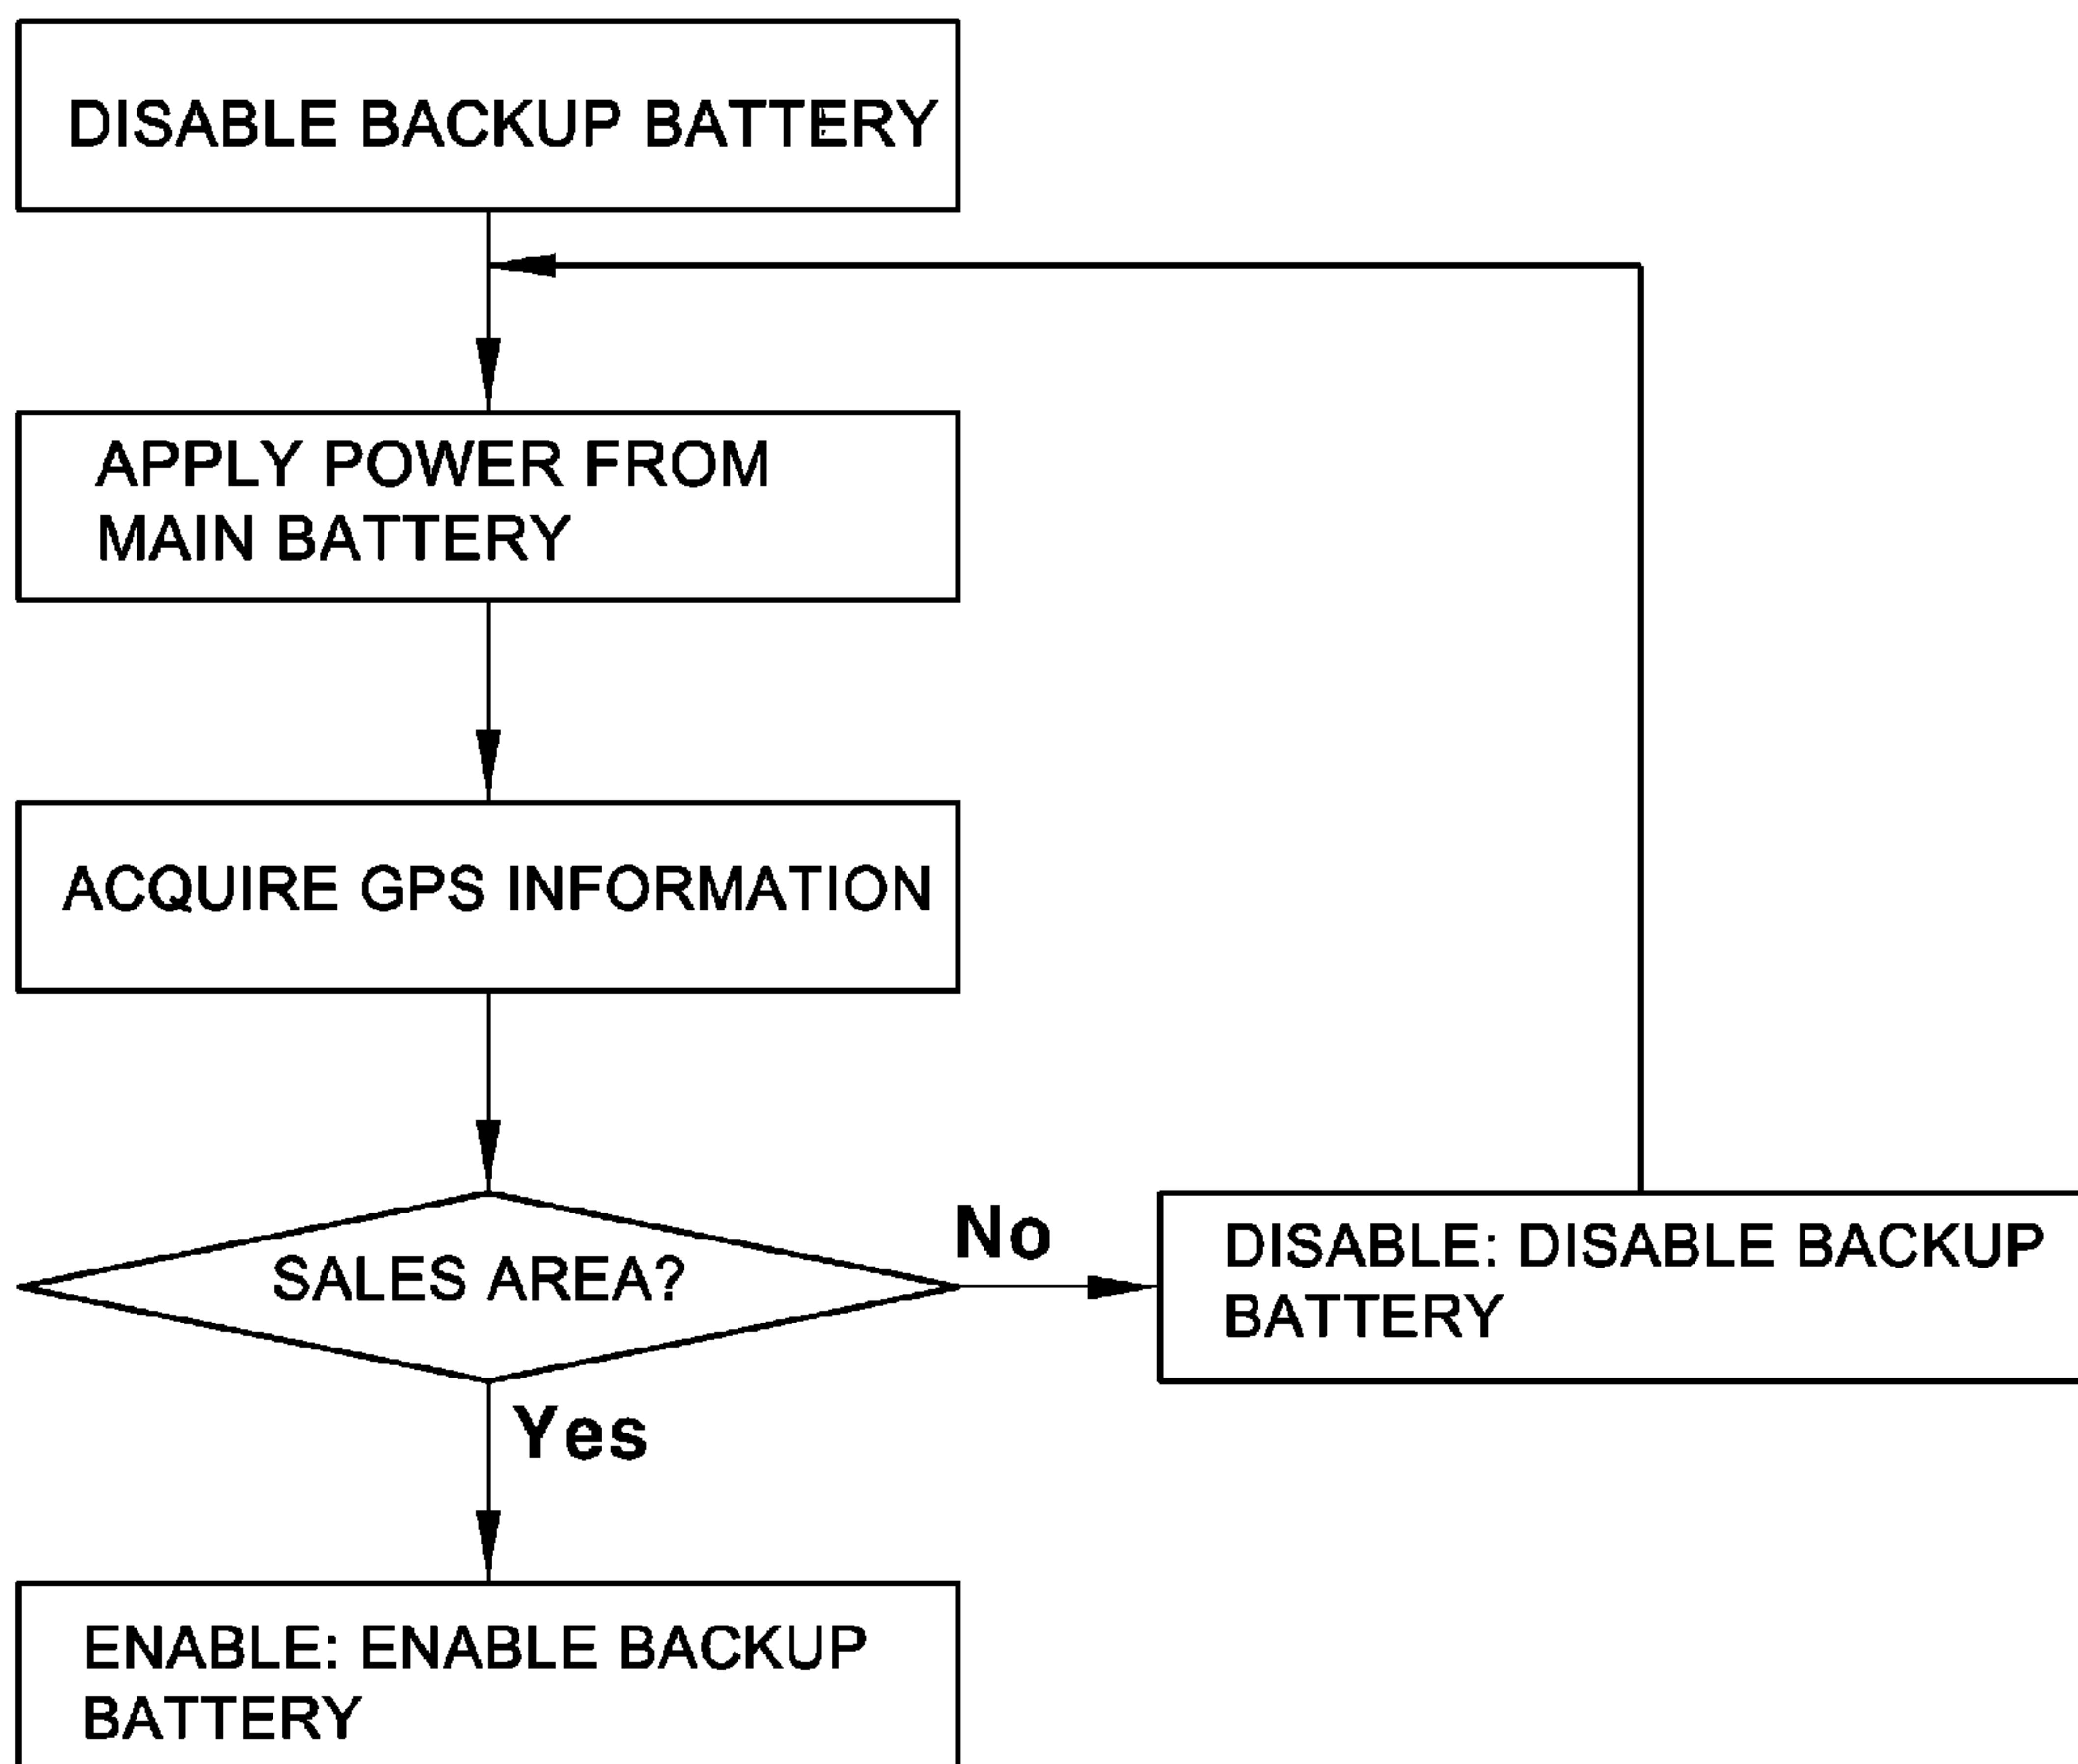 DISABLE BACKUP BATTERY
APPLY POWER FROM
MAIN BATTERY
ACQUIRE GPS INFORMATION
SALES AREA?
No
DISABLE: DISABLE BACKUP
BATTERY
Yes
ENABLE: ENABLE BACKUP
BATTERY